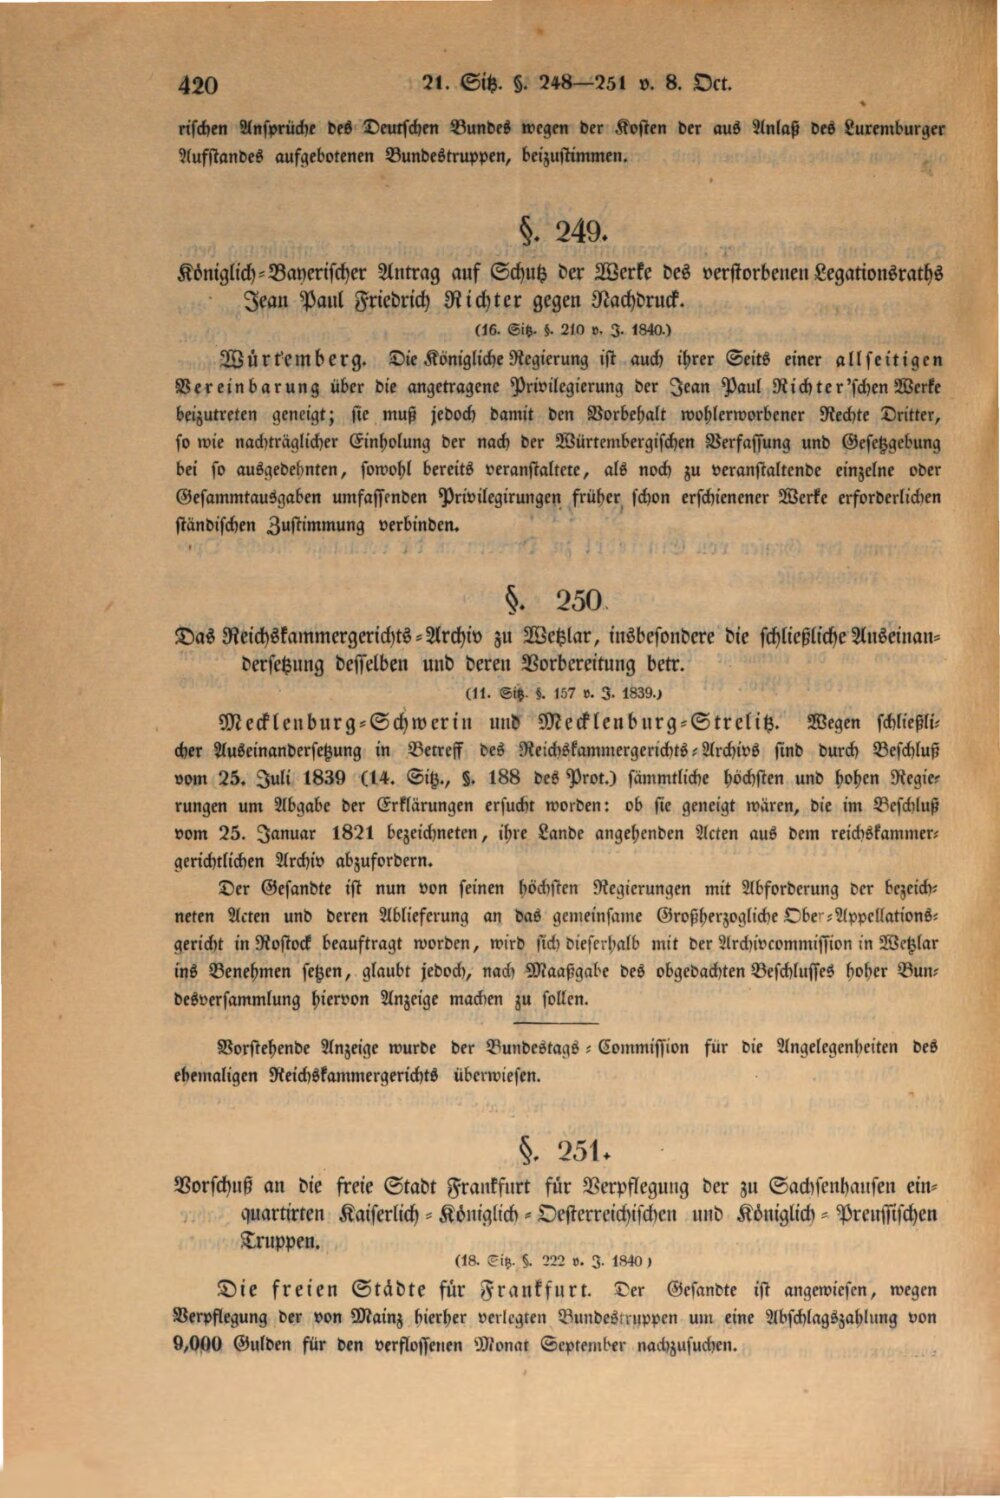 420
21. Sitz. §. 248—251 v. 8. Oct.
rischen Ansprüche des Deutschen Bundes wegen der Kosten der aus Anlaß des Luxemburger
Aufstandes aufgebotenen Bundestruppen, beizustimmen.
§. 249.
Königlich-Bayerischer Antrag auf Schutz der Werke des verstorbenen Legationsraths
Jean Paul Friedrich Richter gegen Nachdruck.
(16. Sitz. §. 210 v. J. 1840.)
Würtemberg. Die Königliche Regierung ist auch ihrer Seits einer allseitigen
Vereinbarung über die angetragene Privilegierung der Jean Paul Richter'schen Werke
beizutreten geneigt; sie muß jedoch damit den Vorbehalt wohlerworbener Rechte Dritter,
so wie nachträglicher Einholung der nach der Würtembergischen Verfassung und Gesetzgebung
bei so ausgedehnten, sowohl bereits veranstaltete, als noch zu veranstaltende einzelne oder
Gesammtausgaben umfassenden Privilegirungen früher schon erschienener Werke erforderlichen
ständischen Zustimmung verbinden.
§. 250.
Das Reichskammergerichts-Archiv zu Wetzlar, insbesondere die schließliche Auseinan-
dersetzung desselben und deren Vorbereitung betr.
(11. Sitz. §. 157 v. J. 1839.)
Mecklenburg-Schwerin und Mecklenburg-Strelitz. Wegen schließli-
cher Auseinandersetzung in Betreff des Reichskammergerichts-Archivs sind durch Beschluß
vom 25. Juli 1839 (14. Sitz., §. 188 des Prot.) sämmtliche höchsten und hohen Regie-
rungen um Abgabe der Erklärungen ersucht worden: ob sie geneigt wären, die im Beschluß
vom 25. Januar 1821 bezeichneten, ihre Lande angehenden Acten aus dem reichskammer-
gerichtlichen Archiv abzufordern.
Der Gesandte ist nun von seinen höchsten Regierungen mit Abforderung der bezeich-
neten Acten und deren Ablieferung an das gemeinsame Großherzogliche Ober-Appellations-
gericht in Rostock beauftragt worden, wird sich dieserhalb mit der Archivcommission in Wetzlar
ins Benehmen setzen, glaubt jedoch, nach Maaßgabe des obgedachten Beschlusses hoher Bun-
desversammlung hiervon Anzeige machen zu sollen.
Vorstehende Anzeige wurde der Bundestags-Commission für die Angelegenheiten des
ehemaligen Reichskammergerichts überwiesen.
§. 251.
Vorschuß an die freie Stadt Frankfurt für Verpflegung der zu Sachsenhausen ein-
quartirten Kaiserlich-Königlich-Oesterreichischen und Königlich-Preussischen
Truppen.
(18. Sitz. §. 222 v. J. 1840)
Die freien Städte für Frankfurt. Der Gesandte ist angewiesen, wegen
Verpflegung der von Mainz hierher verlegten Bundestruppen um eine Abschlagszahlung von
9,000 Gulden für den verflossenen Monat September nachzusuchen.